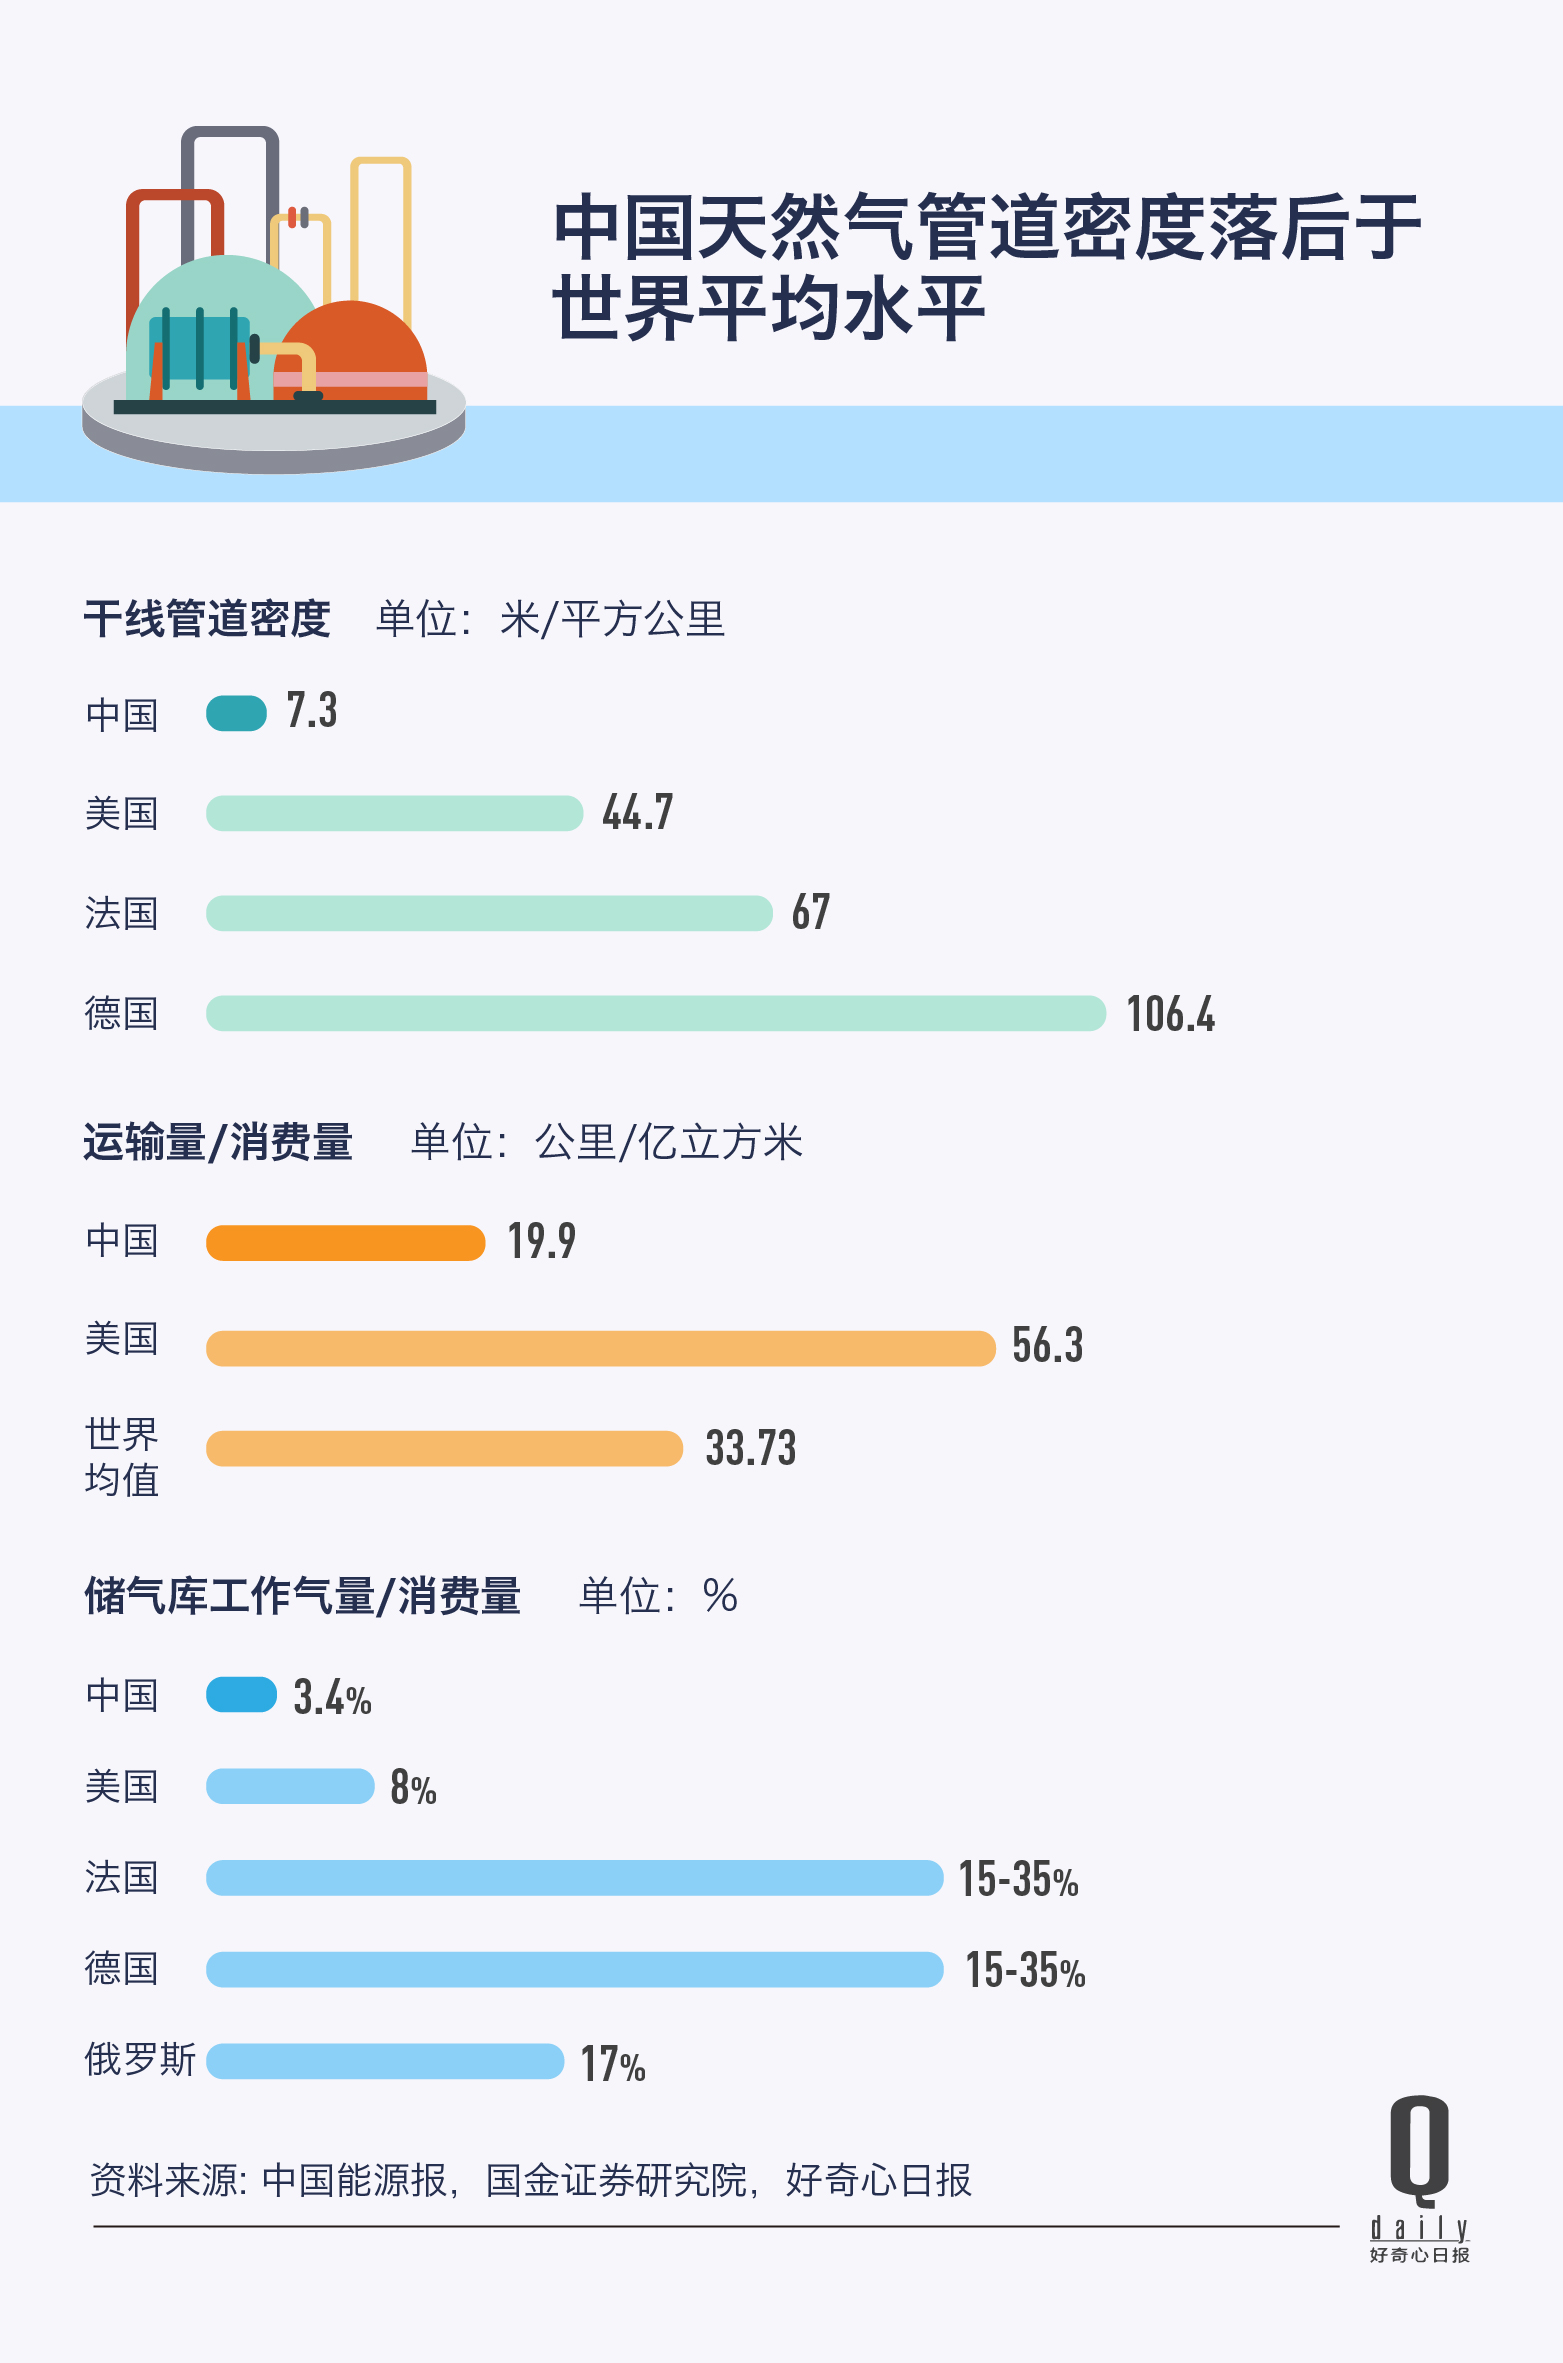 中国天然气管道密度落后于
世界平均水平
干线管道密度 单位：米/平方公里
中国 7.3
美国 44.7
法国 67
德国 106.4
运输量/消费量 单位：公里/亿立方米
中国 19.9
美国 56.3
世界
均值 33.73
储气库工作气量/消费量 单位：%
中国 3.4%
美国 8%
法国 15-35%
德国 15-35%
俄罗斯 17%
资料来源: 中国能源报，国金证券研究院，好奇心日报
Q
daily
好奇心日报